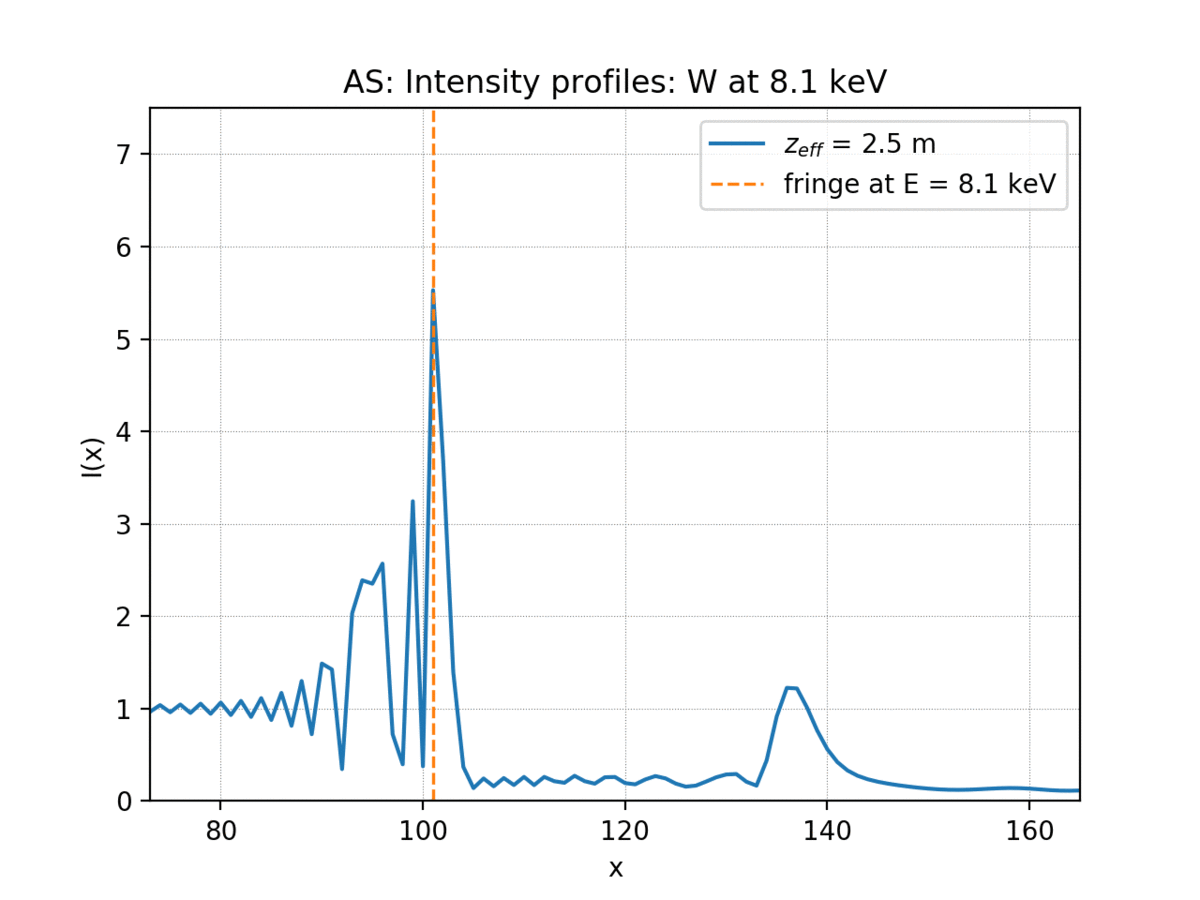 AS: Intensity profiles: W at 8.1 keV
z_eff = 2.5 m
fringe at E = 8.1 keV
7
6
5
4
3
2
1
0
I(x)
80 100 120 140 160
x